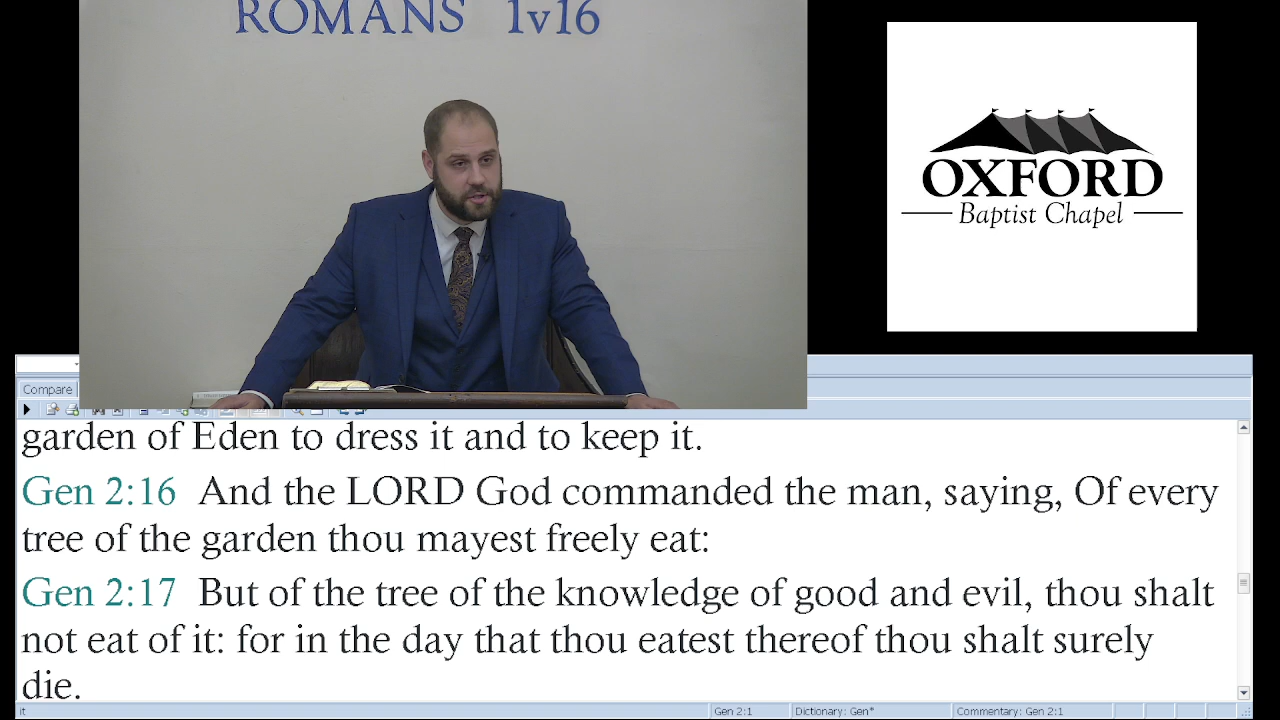 ROMANS 1v16
OXFORD
Baptist Chapel
Compare
garden of Eden to dress it and to keep it.
Gen 2:16 And the LORD God commanded the man, saying, Of every
tree of the garden thou mayest freely eat:
Gen 2:17 But of the tree of the knowledge of good and evil, thou shalt
not eat of it: for in the day that thou eatest thereof thou shalt surely
die.
it
Gen 2:1
Dictionary: Gen*
Commentary: Gen 2:1